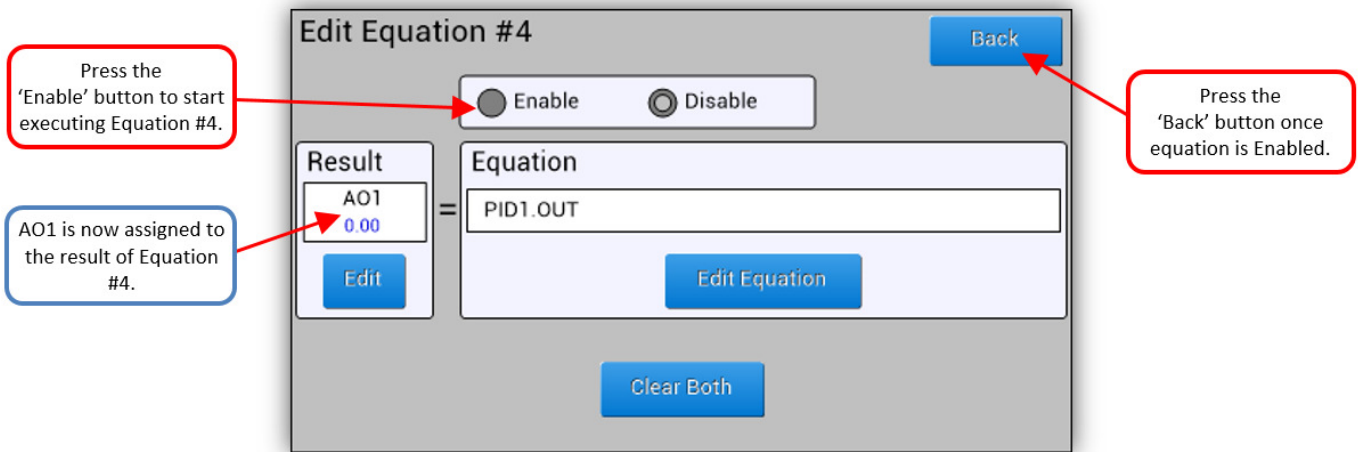 Edit Equation #4
Back
Press the
'Enable' button to start
executing Equation #4.
Enable
Disable
Press the
'Back' button once
equation is Enabled.
Result
Equation
AO1
0.00
=
PID1.OUT
AO1 is now assigned to
the result of Equation
#4.
Edit
Edit Equation
Clear Both